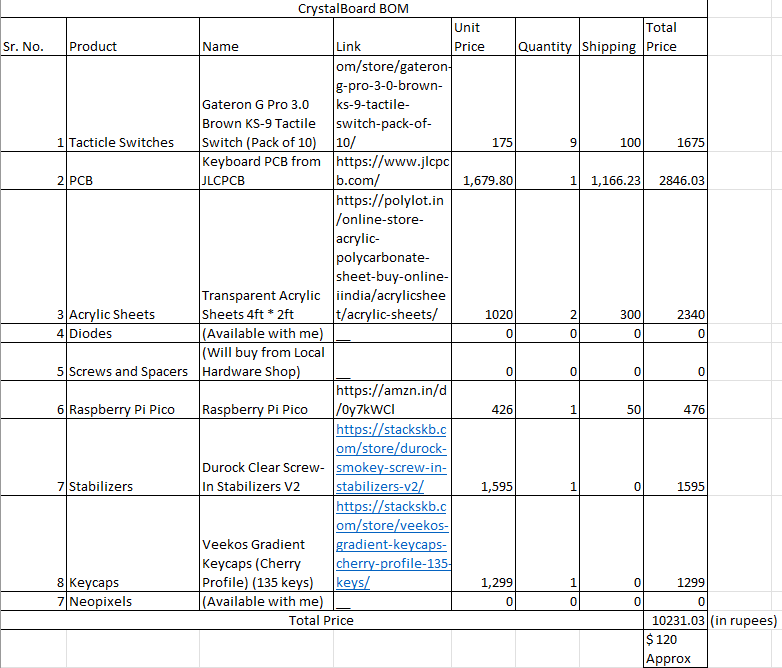 CrystalBoard BOM
Sr. No. Product Name Link Unit Price Quantity Shipping Total Price
1 Tacticle Switches Gateron G Pro 3.0 Brown KS-9 Tactile Switch (Pack of 10) om/store/gateron-g-pro-3-0-brown-ks-9-tactile-switch-pack-of-10/ 175 9 100 1675
2 PCB Keyboard PCB from JLCPCB https://www.jlcpcb.com/ 1,679.80 1 1,166.23 2846.03
3 Acrylic Sheets Transparent Acrylic Sheets 4ft * 2ft https://polylot.in/online-store-acrylic-polycarbonate-sheet-buy-online-iindia/acrylicsheet/acrylic-sheets/ 1020 2 300 2340
4 Diodes (Available with me) __ 0 0 0 0
5 Screws and Spacers (Will buy from Local Hardware Shop) __ 0 0 0 0
6 Raspberry Pi Pico Raspberry Pi Pico https://amzn.in/d/0y7kWCl 426 1 50 476
7 Stabilizers Durock Clear Screw-In Stabilizers V2 https://stackskb.com/store/durock-smokey-screw-in-stabilizers-v2/ 1,595 1 0 1595
8 Keycaps Veekos Gradient Keycaps (Cherry Profile) (135 keys) https://stackskb.com/store/veekos-gradient-keycaps-cherry-profile-135-keys/ 1,299 1 0 1299
7 Neopixels (Available with me) __ 0 0 0 0
Total Price 10231.03 (in rupees)
$ 120 Approx